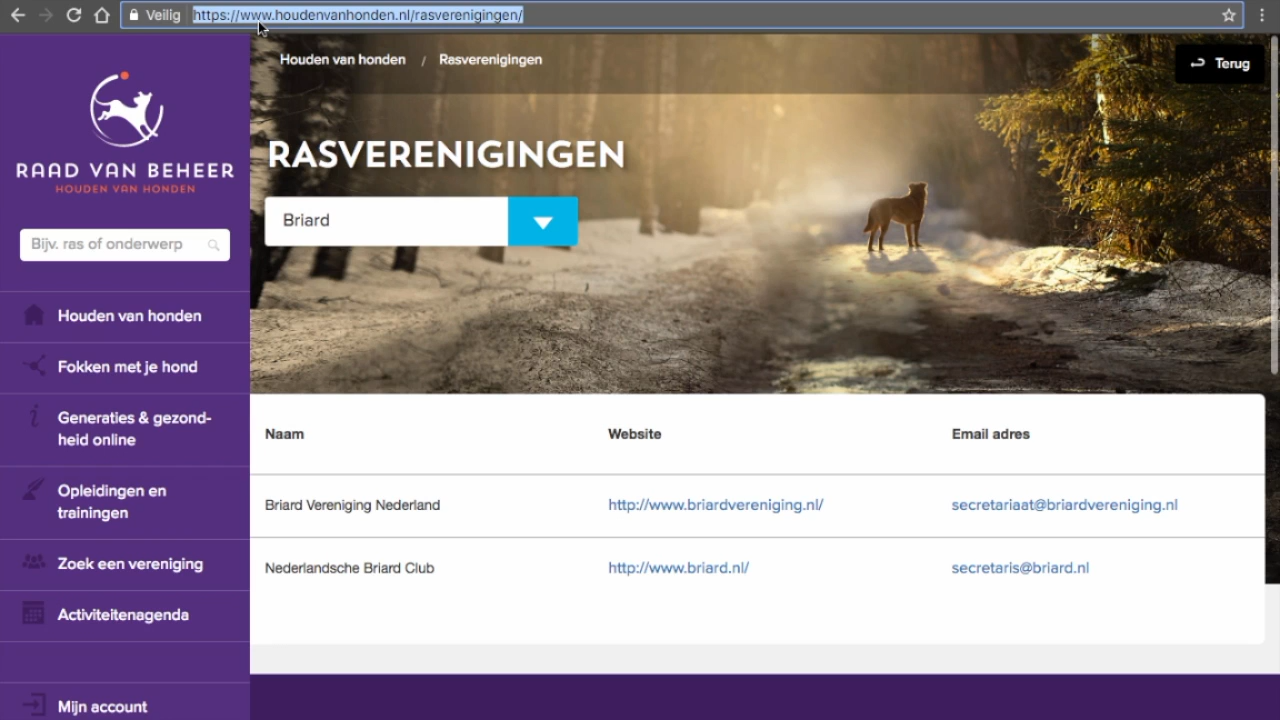 Veilig https://www.houdenvanhonden.nl/rasverenigingen/
RAAD VAN BEHEER
HOUDEN VAN HONDEN
Bijv. ras of onderwerp
Houden van honden
Fokken met je hond
Generaties & gezond-
heid online
Opleidingen en
trainingen
Zoek een vereniging
Activiteitenagenda
Mijn account
Houden van honden / Rasverenigingen
Terug
RASVERENIGINGEN
Briard
Naam Website Email adres
Briard Vereniging Nederland http://www.briardvereniging.nl/ secretariaat@briardvereniging.nl
Nederlandsche Briard Club http://www.briard.nl/ secretaris@briard.nl